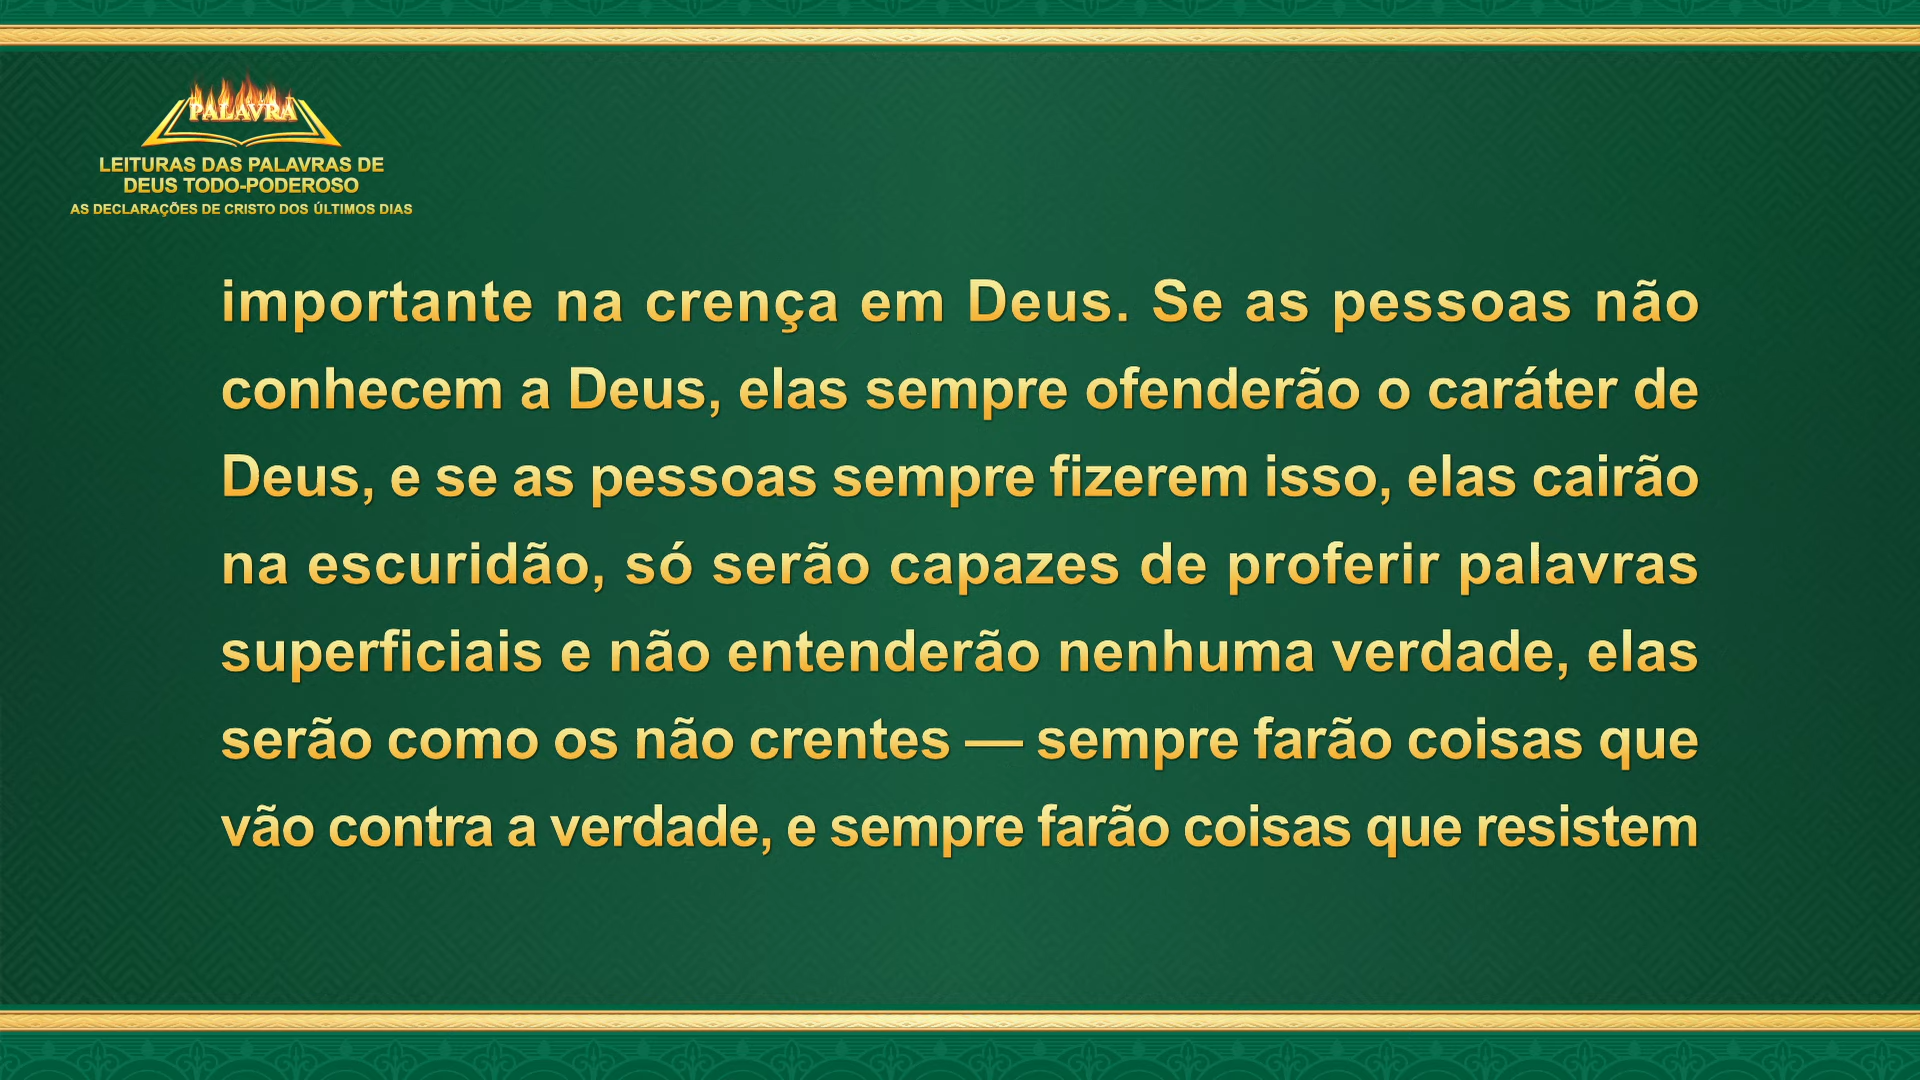 PALAVRA
LEITURAS DAS PALAVRAS DE
DEUS TODO-PODEROSO
AS DECLARAÇÕES DE CRISTO DOS ÚLTIMOS DIAS
importante na crença em Deus. Se as pessoas não
conhecem a Deus, elas sempre ofenderão o caráter de
Deus, e se as pessoas sempre fizerem isso, elas cairão
na escuridão, só serão capazes de proferir palavras
superficiais e não entenderão nenhuma verdade, elas
serão como os não crentes — sempre farão coisas que
vão contra a verdade, e sempre farão coisas que resistem